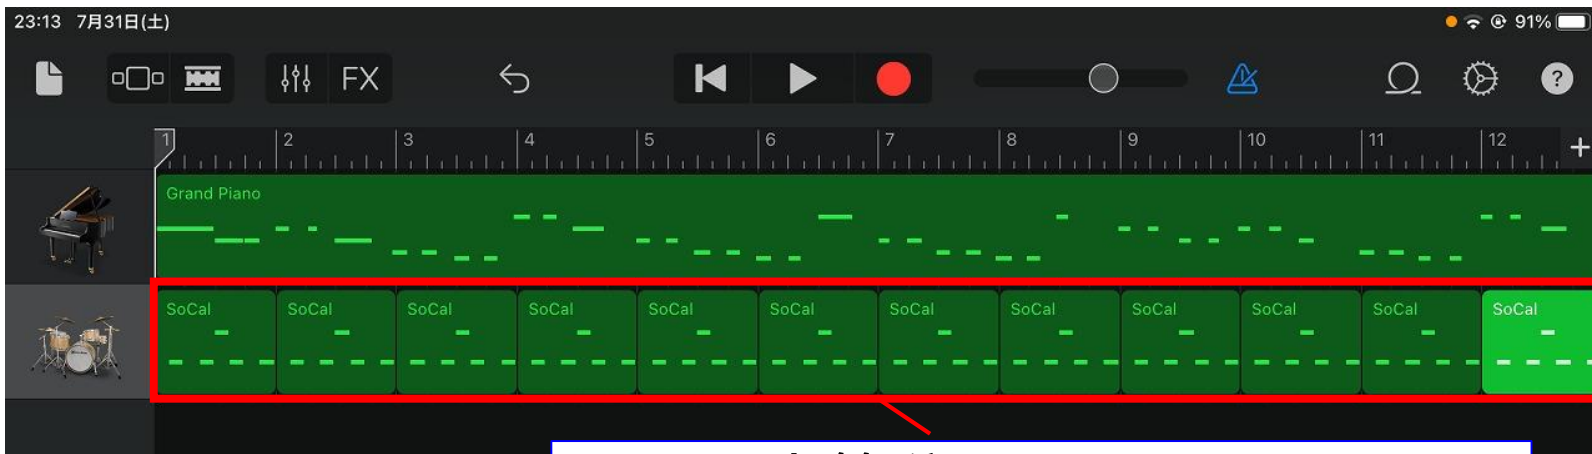 23:13 7月31日(土)
91%
FX
?
1 2 3 4 5 6 7 8 9 10 11 12 +
Grand Piano
SoCal SoCal SoCal SoCal SoCal SoCal SoCal SoCal SoCal SoCal SoCal SoCal